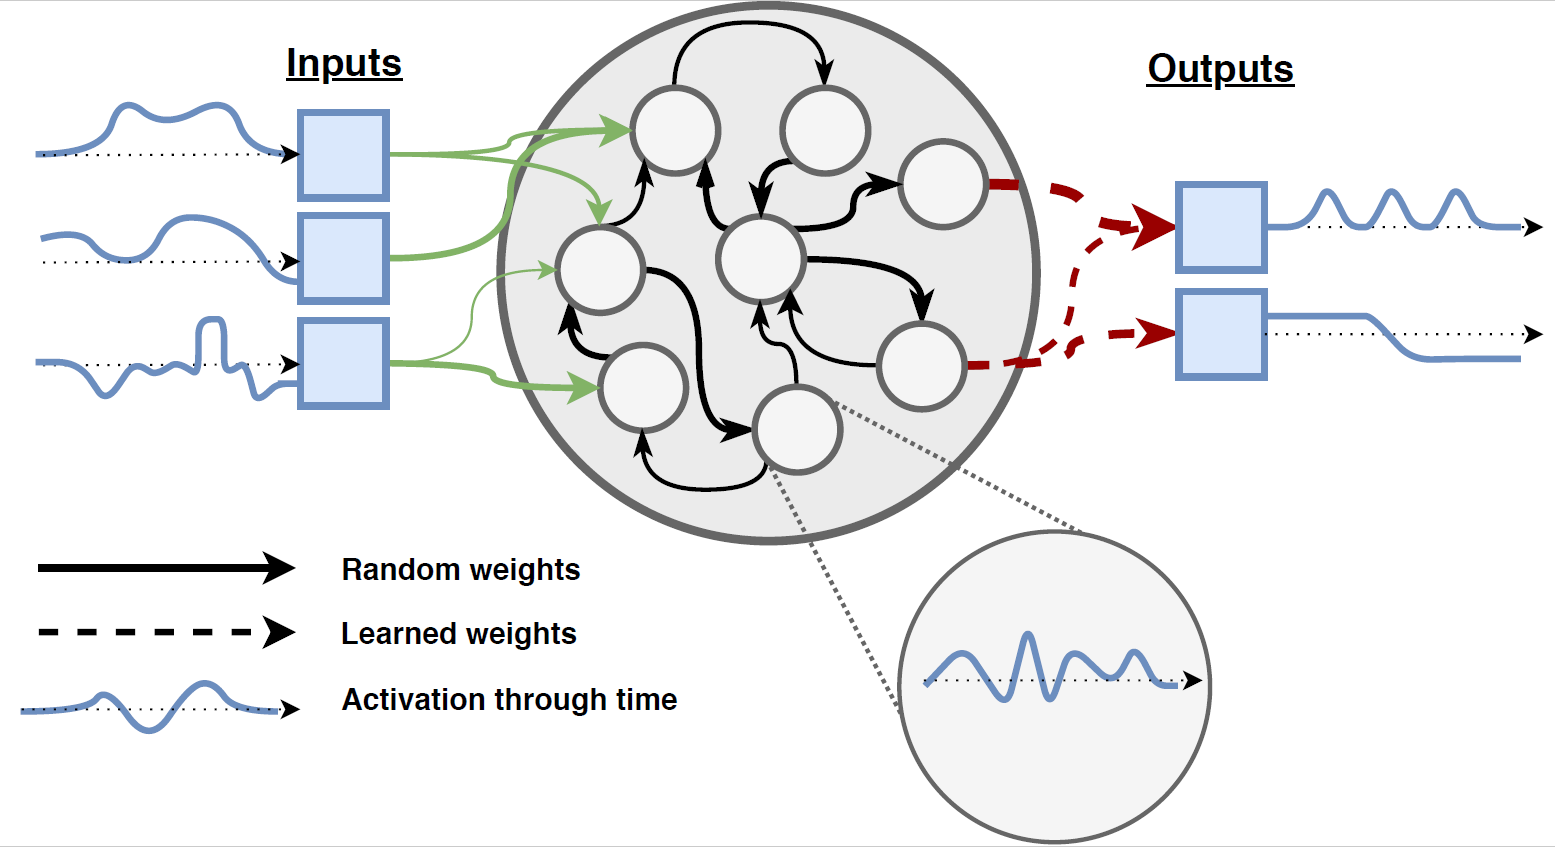 Inputs
Outputs
Random weights
Learned weights
Activation through time